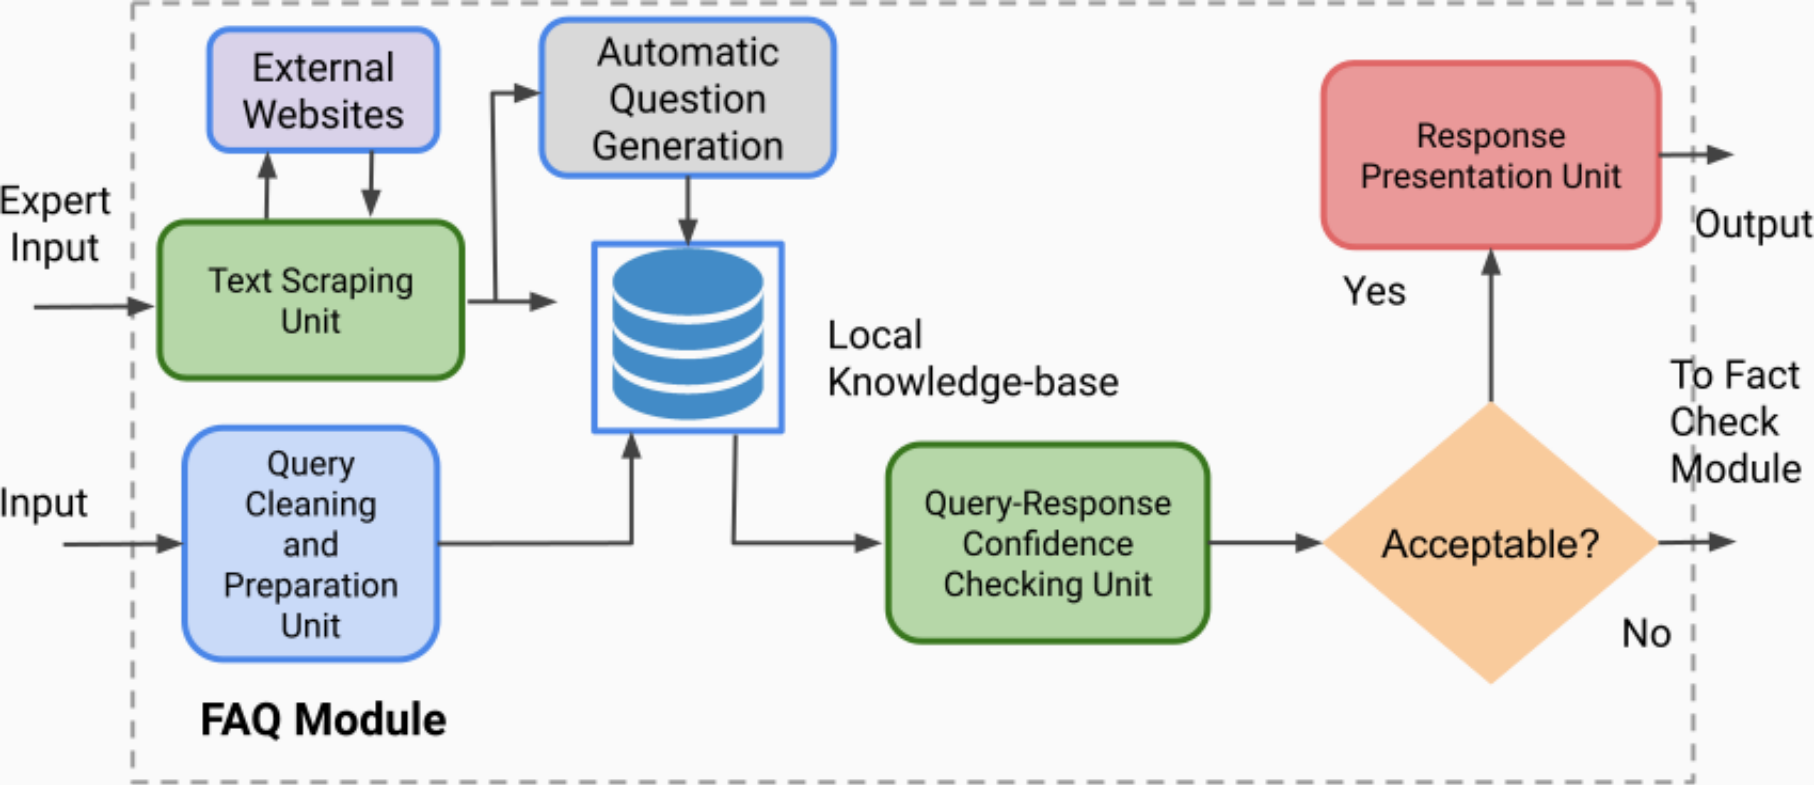 External
Websites
Automatic
Question
Generation
Response
Presentation Unit
Expert
Input
Output
Text Scraping
Unit
Yes
Local
Knowledge-base
To Fact
Check
Module
Query
Cleaning
and
Preparation
Unit
Input
Query-Response
Confidence
Checking Unit
Acceptable?
No
FAQ Module